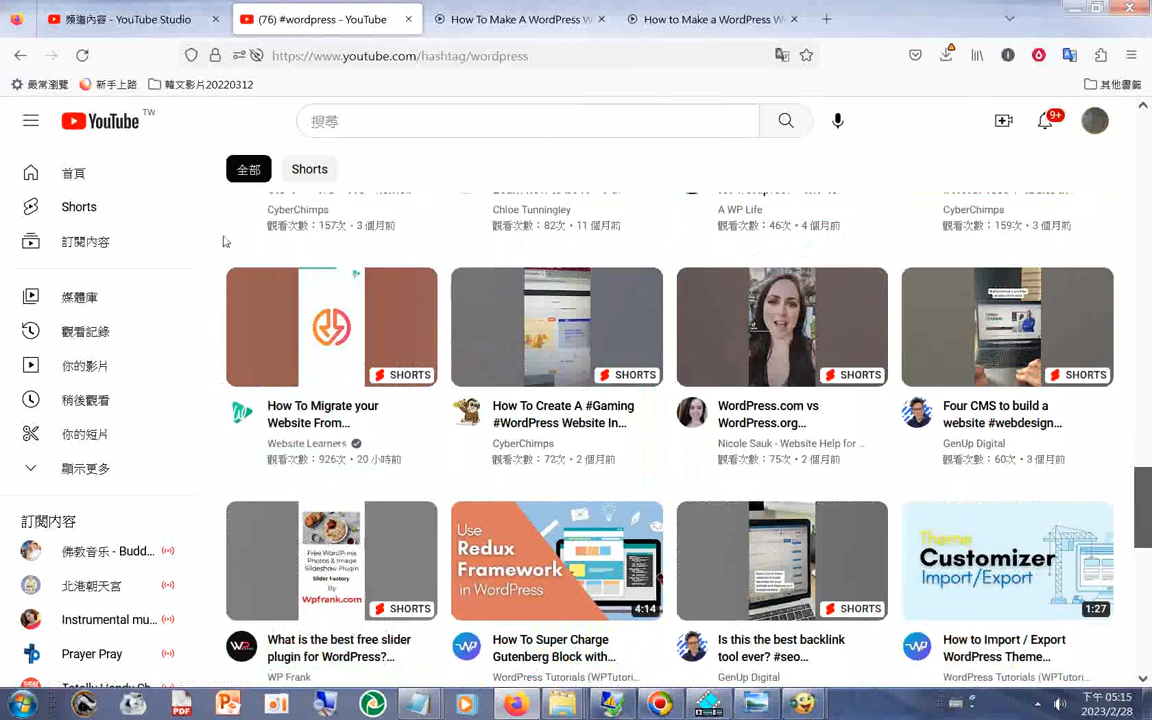 頻道內容 - YouTube Studio
(76) #wordpress - YouTube
How To Make A WordPress W
How to Make a WordPress W
https://www.youtube.com/hashtag/wordpress
最常瀏覽
新手上路
韓文影片20220312
其他書籤
YouTube TW
搜尋
9+
全部
Shorts
首頁
Shorts
訂閱內容
媒體庫
觀看記錄
你的影片
稍後觀看
你的短片
顯示更多
訂閱內容
佛教音乐 - Budd...
北港朝天宮
Instrumental mu...
Prayer Pray
CyberChimps
觀看次數：157次・3 個月前
Chloe Tunningley
觀看次數：82次・11 個月前
A WP Life
觀看次數：46次・4 個月前
CyberChimps
觀看次數：159次・3 個月前
SHORTS
How To Migrate your
Website From...
Website Learners
觀看次數：926次・20 小時前
SHORTS
How To Create A #Gaming
#WordPress Website In...
CyberChimps
觀看次數：72次・2 個月前
SHORTS
WordPress.com vs
WordPress.org...
Nicole Sauk - Website Help for ...
觀看次數：75次・2 個月前
SHORTS
Four CMS to build a
website #webdesign...
GenUp Digital
觀看次數：60次・3 個月前
Free WordPress
Photos & Image
Slideshow Plugin
Slider Factory
By
Wpfrank.com
SHORTS
What is the best free slider
plugin for WordPress?...
WP Frank
Use
Redux
Framework
in WordPress
4:14
How To Super Charge
Gutenberg Block with...
WordPress Tutorials (WPTutori...
SHORTS
Is this the best backlink
tool ever? #seo...
GenUp Digital
Theme
Customizer
Import/Export
1:27
How to Import / Export
WordPress Theme...
WordPress Tutorials (WPTutori...
下午 05:15
2023/2/28